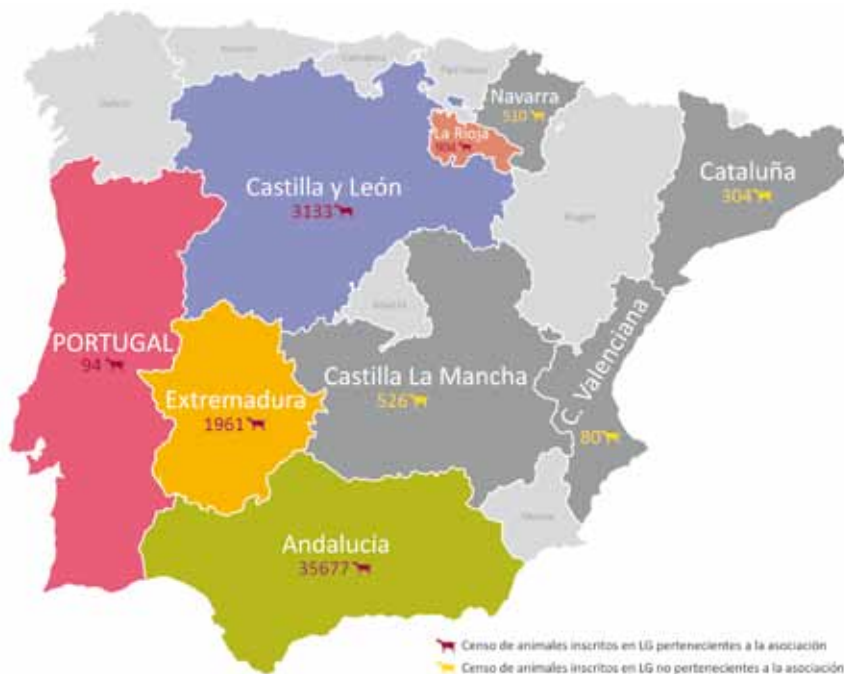 Navarra
510
La Rioja
904
Castilla y León
3133
Cataluña
304
PORTUGAL
94
Extremadura
1961
Castilla La Mancha
526
C. Valenciana
80
Andalucia
35677
Censo de animales inscritos en LG pertenecientes a la asociación
Censo de animales inscritos en LG no pertenecientes a la asociación